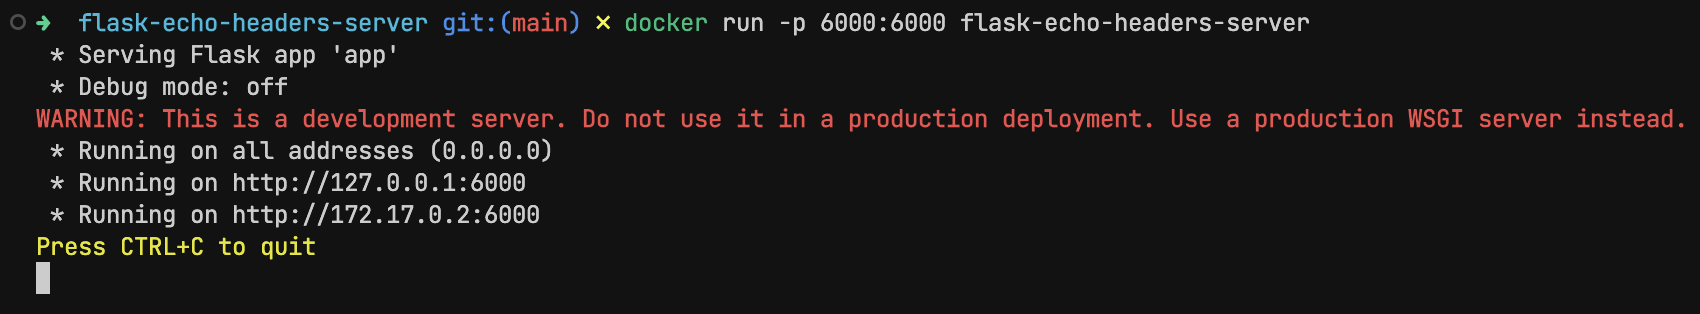 ➜ flask-echo-headers-server git:(main) ✗ docker run -p 6000:6000 flask-echo-headers-server
* Serving Flask app 'app'
* Debug mode: off
WARNING: This is a development server. Do not use it in a production deployment. Use a production WSGI server instead.
* Running on all addresses (0.0.0.0)
* Running on http://127.0.0.1:6000
* Running on http://172.17.0.2:6000
Press CTRL+C to quit